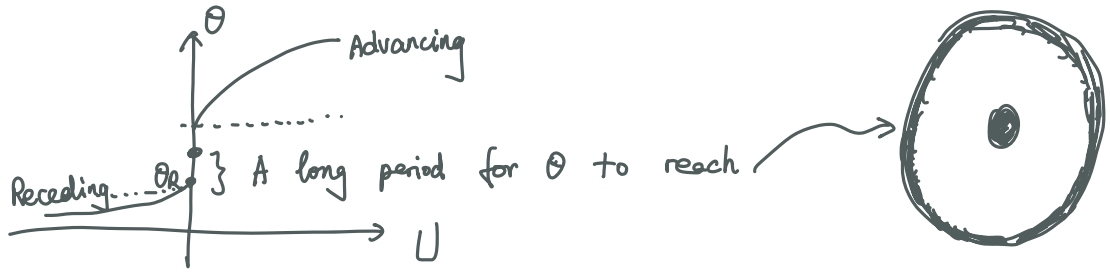 θ
Advancing
θR } A long period for θ to reach
Receding
U